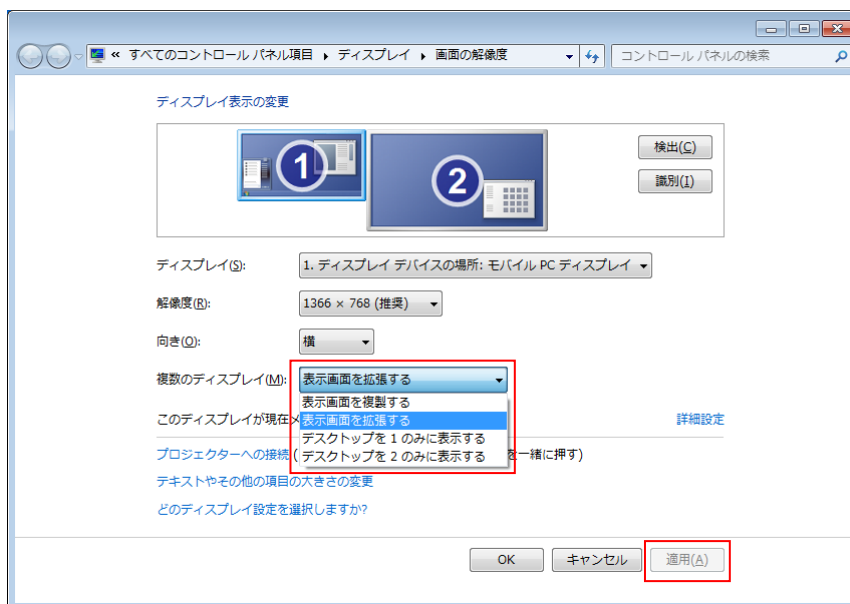 « すべてのコントロール パネル項目 ▸ ディスプレイ ▸ 画面の解像度
コントロール パネルの検索
ディスプレイ表示の変更
1
2
検出(C)
識別(I)
ディスプレイ(S):
1. ディスプレイ デバイスの場所: モバイル PC ディスプレイ
解像度(R):
1366 × 768 (推奨)
向き(O):
横
複数のディスプレイ(M):
表示画面を拡張する
表示画面を複製する
このディスプレイが現在メ
表示画面を拡張する
詳細設定
デスクトップを 1 のみに表示する
プロジェクターへの接続 (
デスクトップを 2 のみに表示する
を一緒に押す)
テキストやその他の項目の大きさの変更
どのディスプレイ設定を選択しますか?
OK
キャンセル
適用(A)